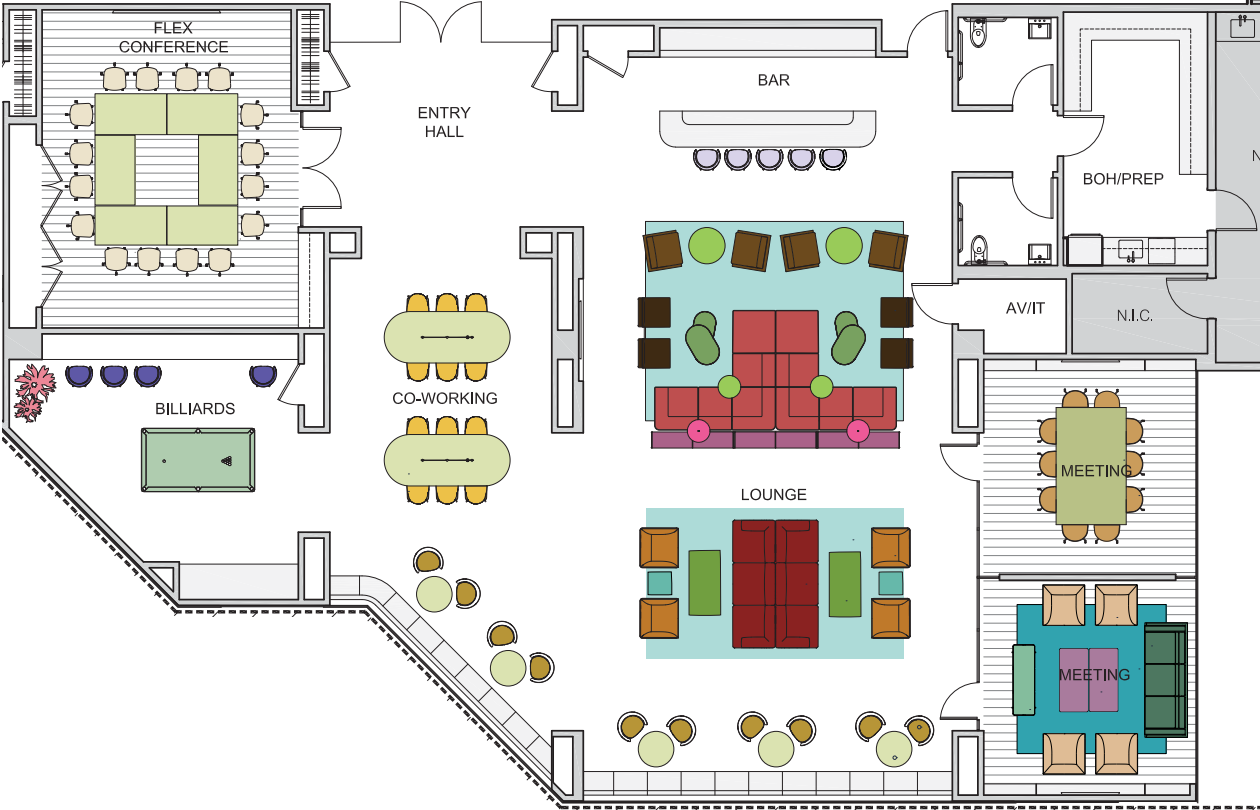 FLEX
CONFERENCE
ENTRY
HALL
BAR
BOH/PREP
N
AV/IT
N.I.C.
CO-WORKING
BILLIARDS
MEETING
LOUNGE
MEETING